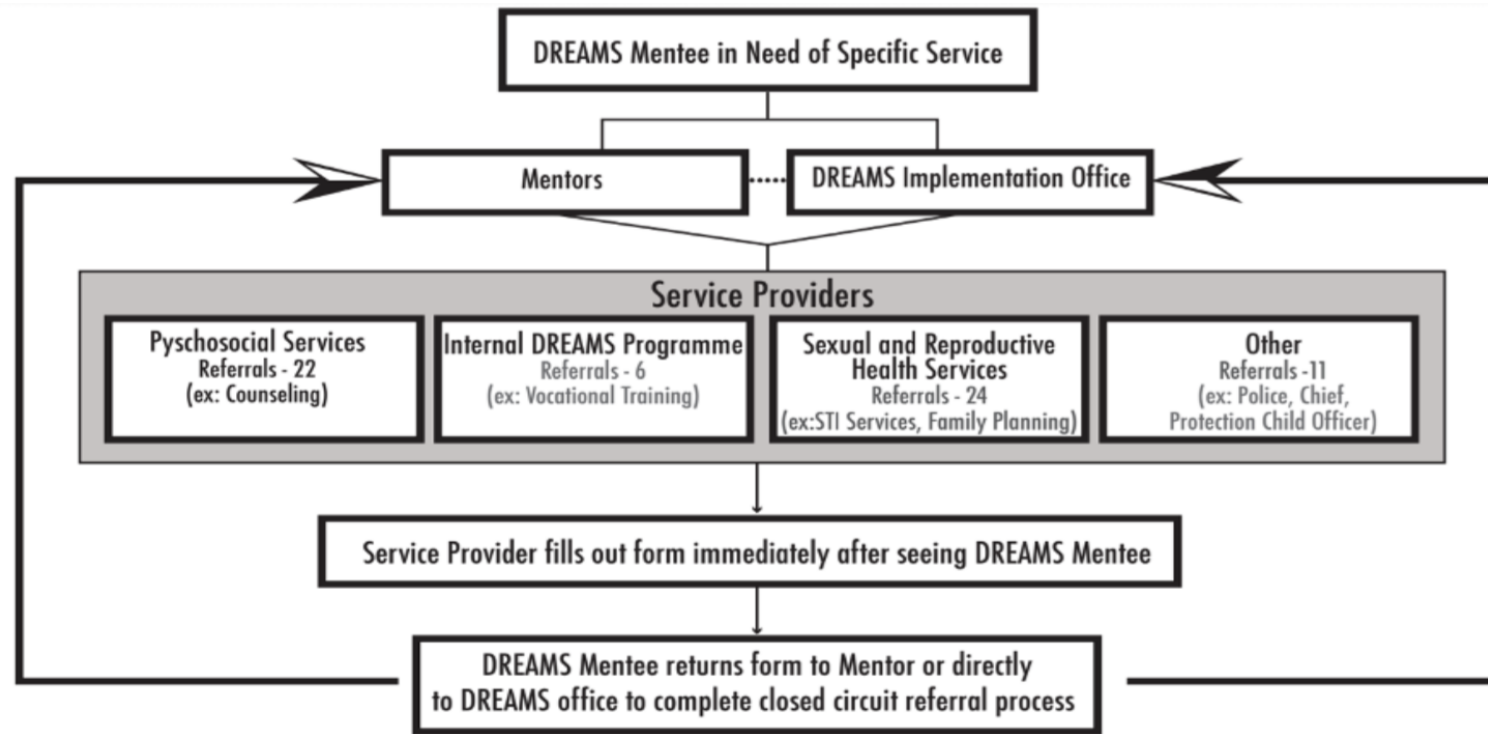 DREAMS Mentee in Need of Specific Service
Mentors
DREAMS Implementation Office
Service Providers
Pyschosocial Services
Referrals - 22
(ex: Counseling)
Internal DREAMS Programme
Referrals - 6
(ex: Vocational Training)
Sexual and Reproductive
Health Services
Referrals - 24
(ex:STI Services, Family Planning)
Other
Referrals -11
(ex: Police, Chief,
Protection Child Officer)
Service Provider fills out form immediately after seeing DREAMS Mentee
DREAMS Mentee returns form to Mentor or directly
to DREAMS office to complete closed circuit referral process